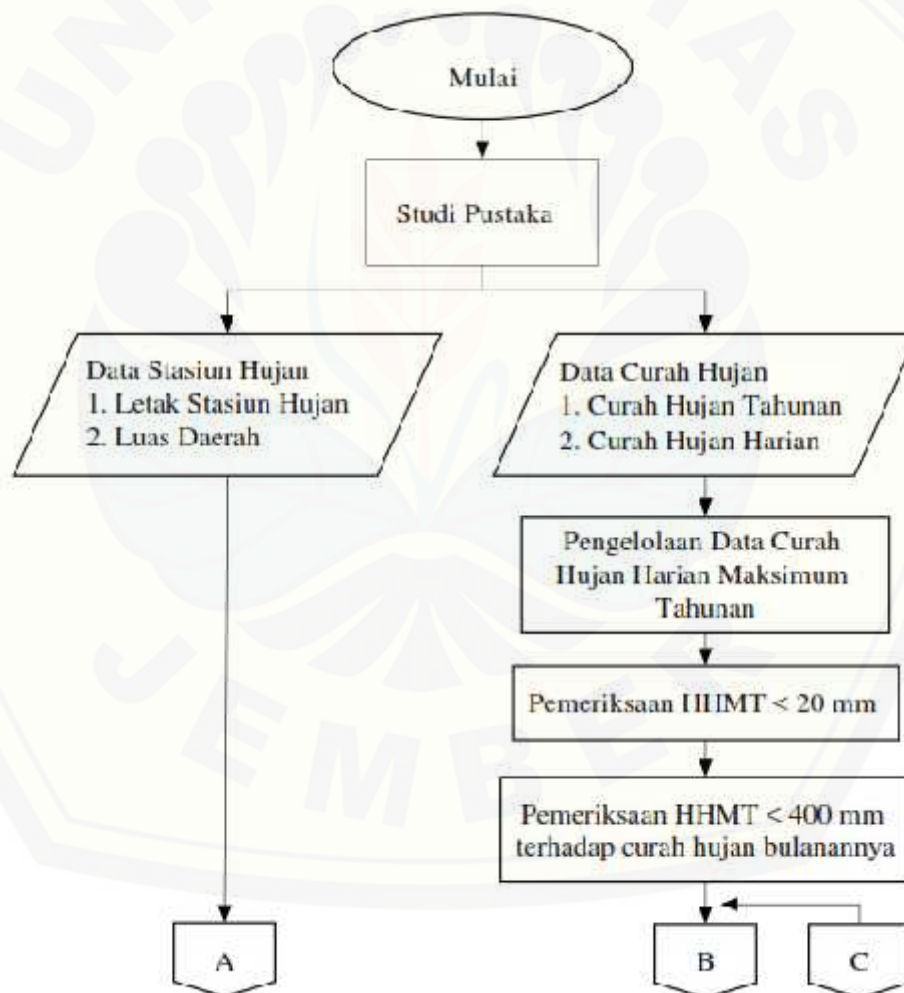 Mulai
Studi Pustaka
Data Stasiun Hujan
1. Letak Stasiun Hujan
2. Luas Daerah
Data Curah Hujan
1. Curah Hujan Tahunan
2. Curah Hujan Harian
Pengelolaan Data Curah
Hujan Harian Maksimum
Tahunan
Pemeriksaan HHMT < 20 mm
Pemeriksaan HHMT < 400 mm
terhadap curah hujan bulanannya
A
B
C
JEMBER